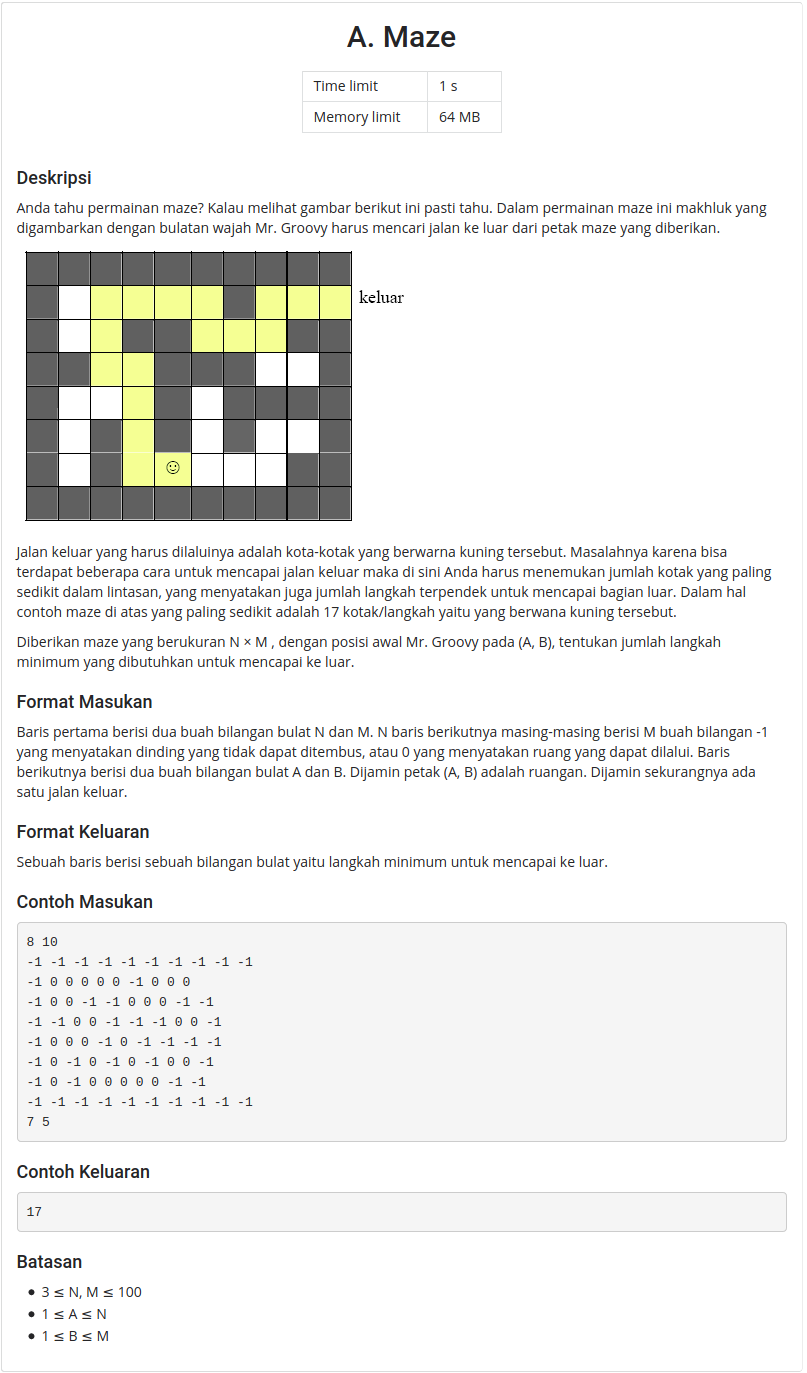 A. Maze
Time limit 1 s
Memory limit 64 MB
Deskripsi
Anda tahu permainan maze? Kalau melihat gambar berikut ini pasti tahu. Dalam permainan maze ini makhluk yang
digambarkan dengan bulatan wajah Mr. Groovy harus mencari jalan ke luar dari petak maze yang diberikan.
keluar
Jalan keluar yang harus dilaluinya adalah kota-kotak yang berwarna kuning tersebut. Masalahnya karena bisa
terdapat beberapa cara untuk mencapai jalan keluar maka di sini Anda harus menemukan jumlah kotak yang paling
sedikit dalam lintasan, yang menyatakan juga jumlah langkah terpendek untuk mencapai bagian luar. Dalam hal
contoh maze di atas yang paling sedikit adalah 17 kotak/langkah yaitu yang berwana kuning tersebut.
Diberikan maze yang berukuran N × M , dengan posisi awal Mr. Groovy pada (A, B), tentukan jumlah langkah
minimum yang dibutuhkan untuk mencapai ke luar.
Format Masukan
Baris pertama berisi dua buah bilangan bulat N dan M. N baris berikutnya masing-masing berisi M buah bilangan -1
yang menyatakan dinding yang tidak dapat ditembus, atau 0 yang menyatakan ruang yang dapat dilalui. Baris
berikutnya berisi dua buah bilangan bulat A dan B. Dijamin petak (A, B) adalah ruangan. Dijamin sekurangnya ada
satu jalan keluar.
Format Keluaran
Sebuah baris berisi sebuah bilangan bulat yaitu langkah minimum untuk mencapai ke luar.
Contoh Masukan
8 10
-1 -1 -1 -1 -1 -1 -1 -1 -1 -1
-1 0 0 0 0 0 -1 0 0 0
-1 0 0 -1 -1 0 0 0 -1 -1
-1 -1 0 0 -1 -1 -1 0 0 -1
-1 0 0 0 -1 0 -1 -1 -1 -1
-1 0 -1 0 -1 0 -1 0 0 -1
-1 0 -1 0 0 0 0 0 -1 -1
-1 -1 -1 -1 -1 -1 -1 -1 -1 -1
7 5
Contoh Keluaran
17
Batasan
• 3 ≤ N, M ≤ 100
• 1 ≤ A ≤ N
• 1 ≤ B ≤ M